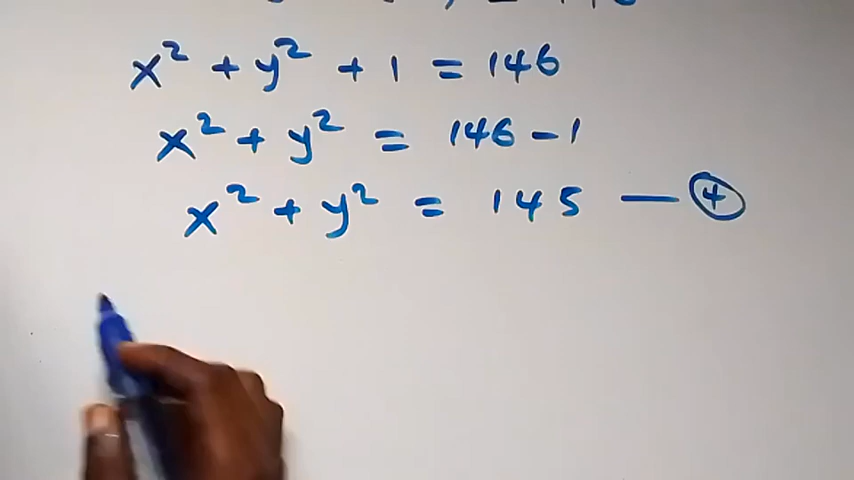 x² + y² + 1 = 146
x² + y² = 146 - 1
x² + y² = 145 — ④